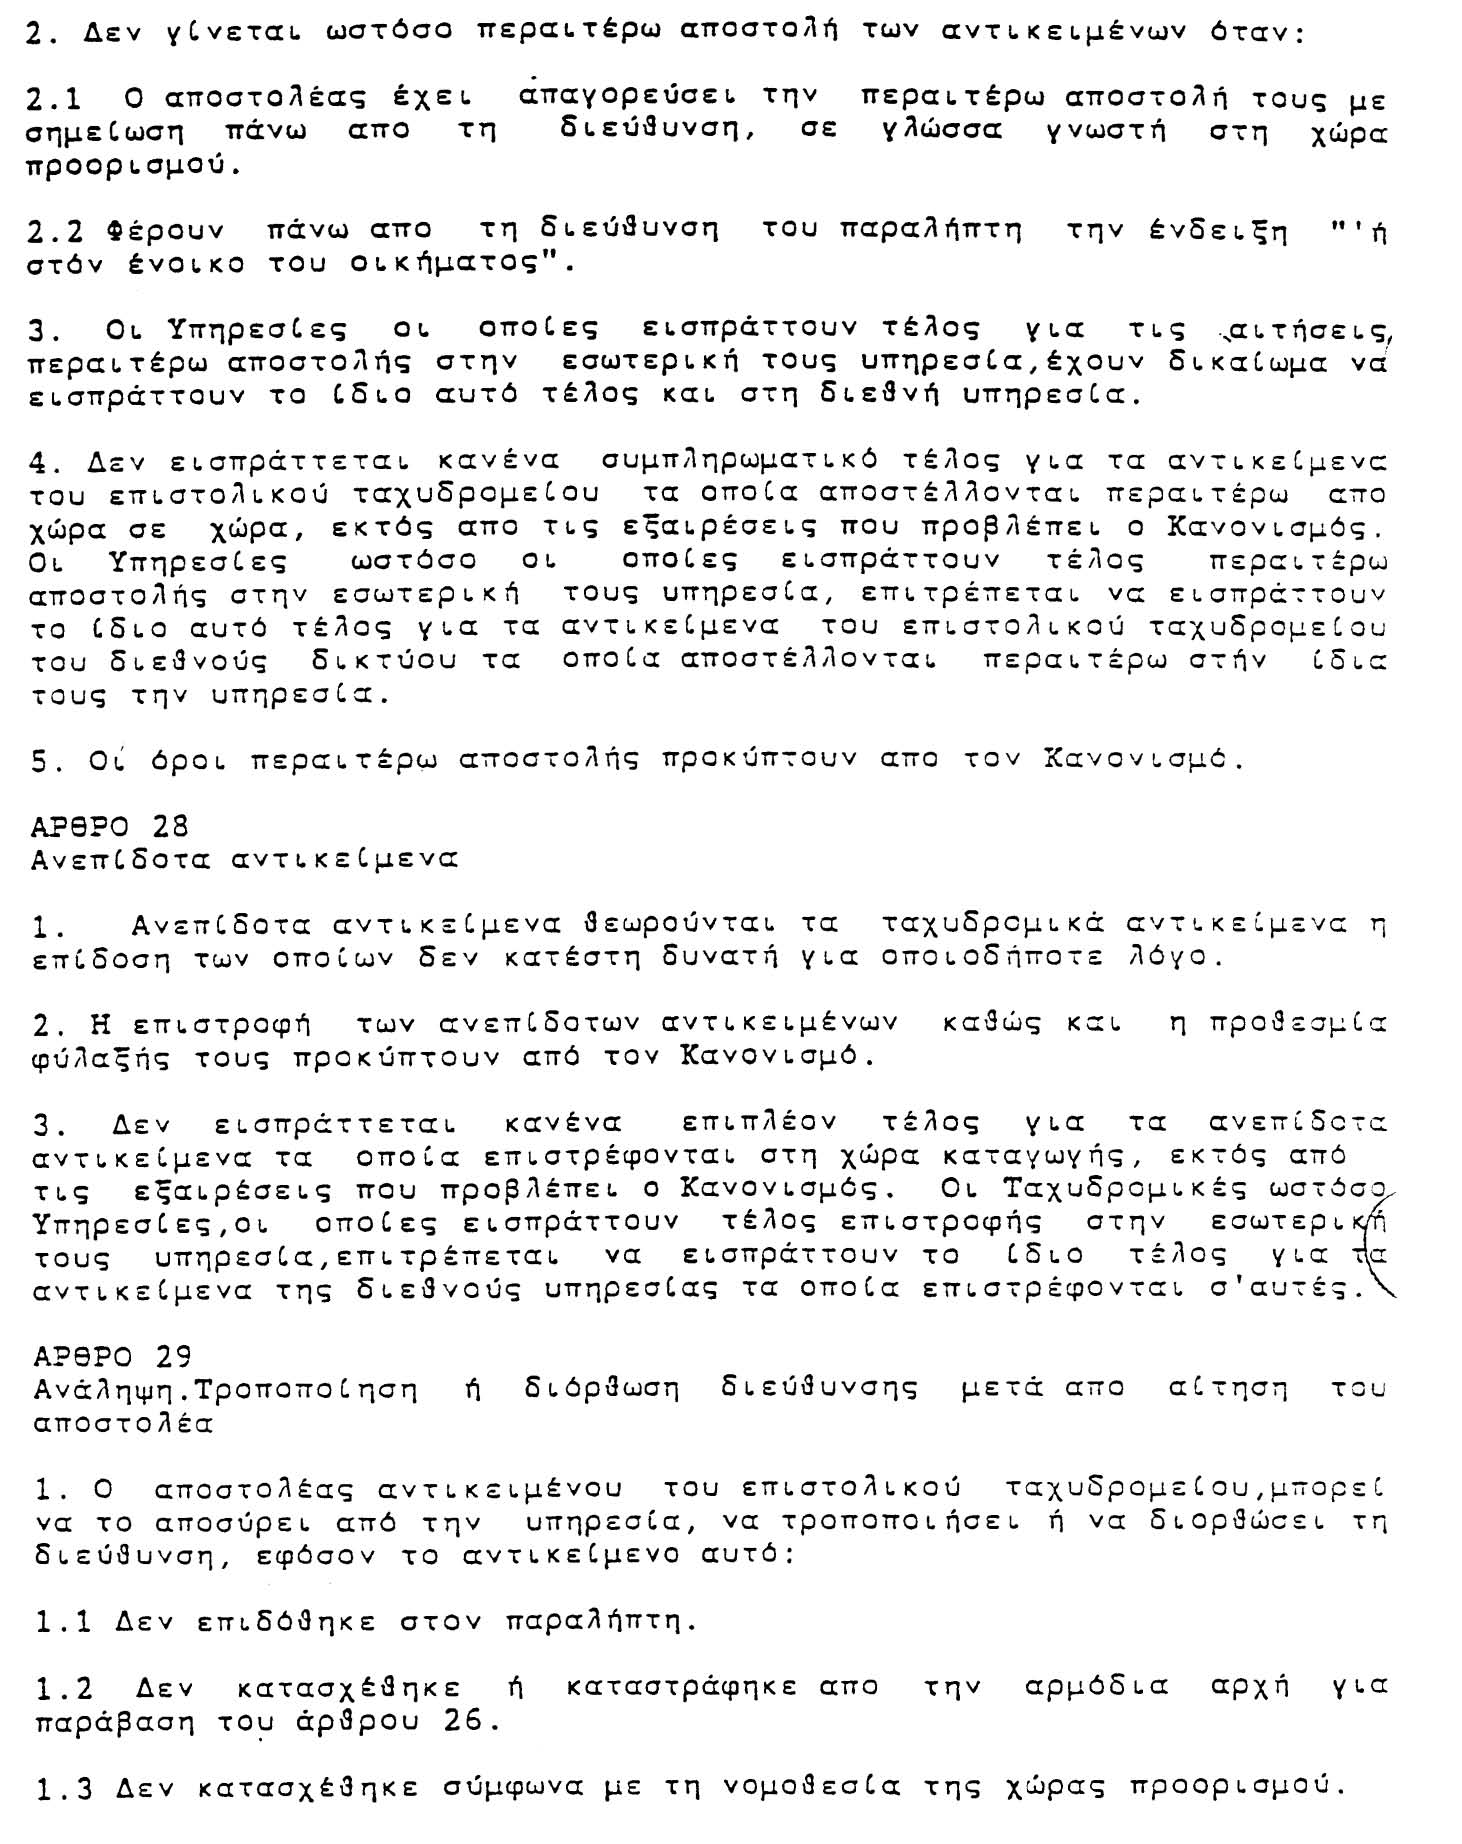 2. Δεν γίνεται ωστόσο περαιτέρω αποστολή των αντικειμένων όταν:
2.1 Ο αποστολέας έχει απαγορεύσει την περαιτέρω αποστολή τους με
σημείωση πάνω απο τη διεύθυνση, σε γλώσσα γνωστή στη χώρα
προορισμού.
2.2 Φέρουν πάνω απο τη διεύθυνση του παραλήπτη την ένδειξη "'ή
στόν ένοικο του οικήματος".
3. Οι Υπηρεσίες οι οποίες εισπράττουν τέλος για τις αιτήσεις,
περαιτέρω αποστολής στην εσωτερική τους υπηρεσία,έχουν δικαίωμα να
εισπράττουν το ίδιο αυτό τέλος και στη διεθνή υπηρεσία.
4. Δεν εισπράττεται κανένα συμπληρωματικό τέλος για τα αντικείμενα
του επιστολικού ταχυδρομείου τα οποία αποστέλλονται περαιτέρω απο
χώρα σε χώρα, εκτός απο τις εξαιρέσεις που προβλέπει ο Κανονισμός.
Οι Υπηρεσίες ωστόσο οι οποίες εισπράττουν τέλος περαιτέρω
αποστολής στην εσωτερική τους υπηρεσία, επιτρέπεται να εισπράττουν
το ίδιο αυτό τέλος για τα αντικείμενα του επιστολικού ταχυδρομείου
του διεθνούς δικτύου τα οποία αποστέλλονται περαιτέρω στήν ίδια
τους την υπηρεσία.
5. Οί όροι περαιτέρω αποστολής προκύπτουν απο τον Κανονισμό.
ΑΡΘΡΟ 28
Ανεπίδοτα αντικείμενα
1. Ανεπίδοτα αντικείμενα θεωρούνται τα ταχυδρομικά αντικείμενα η
επίδοση των οποίων δεν κατέστη δυνατή για οποιοδήποτε λόγο.
2. Η επιστροφή των ανεπίδοτων αντικειμένων καθώς και η προθεσμία
φύλαξής τους προκύπτουν από τον Κανονισμό.
3. Δεν εισπράττεται κανένα επιπλέον τέλος για τα ανεπίδοτα
αντικείμενα τα οποία επιστρέφονται στη χώρα καταγωγής, εκτός από
τις εξαιρέσεις που προβλέπει ο Κανονισμός. Οι Ταχυδρομικές ωστόσο
Υπηρεσίες,οι οποίες εισπράττουν τέλος επιστροφής στην εσωτερική
τους υπηρεσία,επιτρέπεται να εισπράττουν το ίδιο τέλος για τα
αντικείμενα της διεθνούς υπηρεσίας τα οποία επιστρέφονται σ'αυτές.
ΑΡΘΡΟ 29
Ανάληψη.Τροποποίηση ή διόρθωση διεύθυνσης μετά απο αίτηση του
αποστολέα
1. Ο αποστολέας αντικειμένου του επιστολικού ταχυδρομείου,μπορεί
να το αποσύρει από την υπηρεσία, να τροποποιήσει ή να διορθώσει τη
διεύθυνση, εφόσον το αντικείμενο αυτό:
1.1 Δεν επιδόθηκε στον παραλήπτη.
1.2 Δεν κατασχέθηκε ή καταστράφηκε απο την αρμόδια αρχή για
παράβαση του άρθρου 26.
1.3 Δεν κατασχέθηκε σύμφωνα με τη νομοθεσία της χώρας προορισμού.